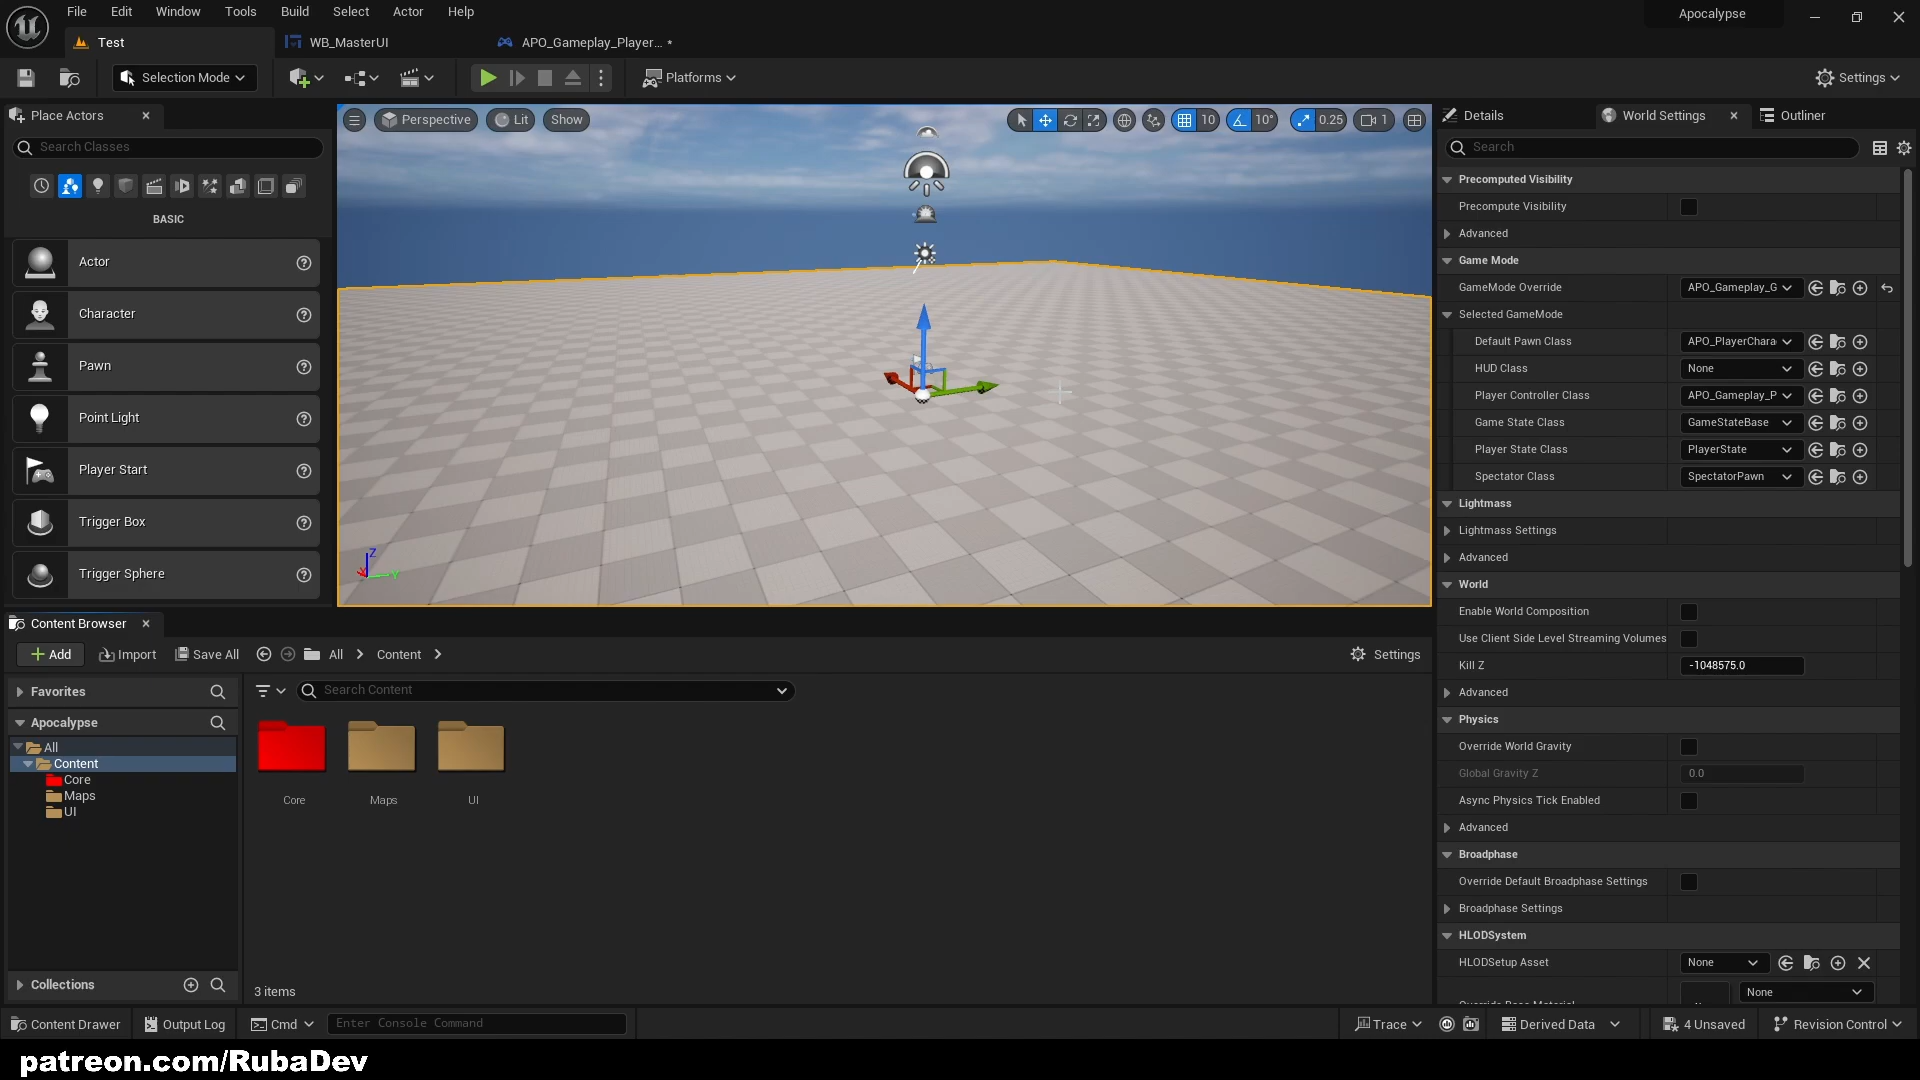 File Edit Window Tools Build Select Actor Help
Apocalypse
Test
WB_MasterUI
APO_Gameplay_Player... *
Selection Mode
Platforms
Settings
Place Actors
Search Classes
BASIC
Actor
Character
Pawn
Point Light
Player Start
Trigger Box
Trigger Sphere
Perspective
Lit
Show
10
10°
0.25
1
Z
X
Y
Details
World Settings
Outliner
Search
Precomputed Visibility
Precompute Visibility
Advanced
Game Mode
GameMode Override APO_Gameplay_G
Selected GameMode
Default Pawn Class APO_PlayerChara
HUD Class None
Player Controller Class APO_Gameplay_P
Game State Class GameStateBase
Player State Class PlayerState
Spectator Class SpectatorPawn
Lightmass
Lightmass Settings
Advanced
World
Enable World Composition
Use Client Side Level Streaming Volumes
Kill Z -1048575.0
Advanced
Physics
Override World Gravity
Global Gravity Z 0.0
Async Physics Tick Enabled
Advanced
Broadphase
Override Default Broadphase Settings
Broadphase Settings
HLODSystem
HLODSetup Asset None
None
Content Browser
Add Import Save All All Content Settings
Favorites
Search Content
Apocalypse
All
Content
Core
Maps
UI
Core Maps UI
Collections
3 items
Content Drawer Output Log Cmd Enter Console Command Trace Derived Data 4 Unsaved Revision Control
patreon.com/RubaDev